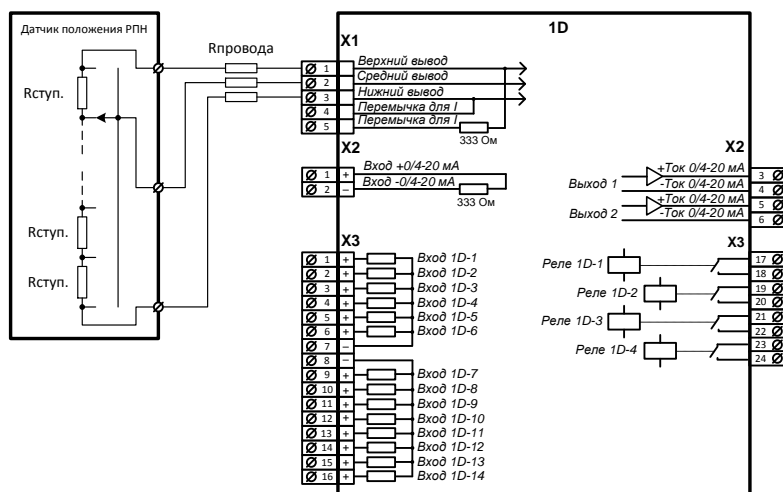 Датчик положения РПН
Rступ.
Rступ.
Rступ.
Rпровода
1D
X1
1 Верхний вывод
2 Средний вывод
3 Нижний вывод
4 Перемычка для I
5 Перемычка для I
333 Ом
X2
1 + Вход +0/4-20 мА
2 – Вход -0/4-20 мА
333 Ом
X3
1 + Вход 1D-1
2 + Вход 1D-2
3 + Вход 1D-3
4 + Вход 1D-4
5 + Вход 1D-5
6 + Вход 1D-6
7 –
8 –
9 + Вход 1D-7
10 + Вход 1D-8
11 + Вход 1D-9
12 + Вход 1D-10
13 + Вход 1D-11
14 + Вход 1D-12
15 + Вход 1D-13
16 + Вход 1D-14
X2
Выход 1
+Ток 0/4-20 мА 3
-Ток 0/4-20 мА 4
Выход 2
+Ток 0/4-20 мА 5
-Ток 0/4-20 мА 6
X3
Реле 1D-1
17
18
Реле 1D-2
19
20
Реле 1D-3
21
22
Реле 1D-4
23
24